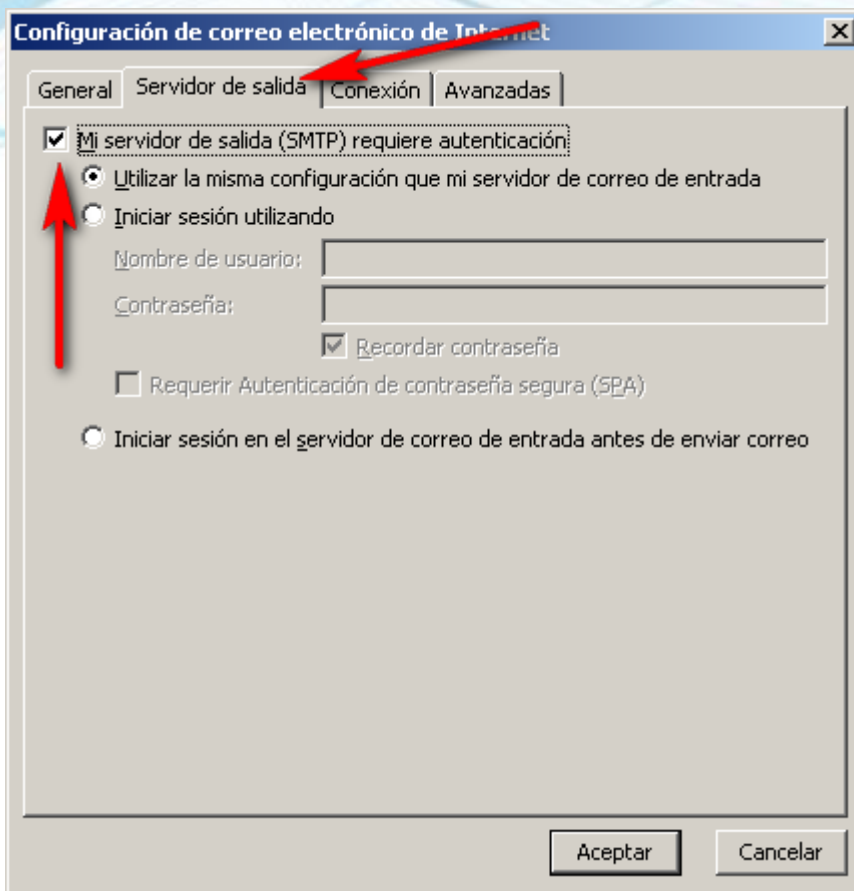 Configuración de correo electrónico de Internet
General Servidor de salida Conexión Avanzadas
Mi servidor de salida (SMTP) requiere autenticación
Utilizar la misma configuración que mi servidor de correo de entrada
Iniciar sesión utilizando
Nombre de usuario:
Contraseña:
Recordar contraseña
Requerir Autenticación de contraseña segura (SPA)
Iniciar sesión en el servidor de correo de entrada antes de enviar correo
Aceptar Cancelar